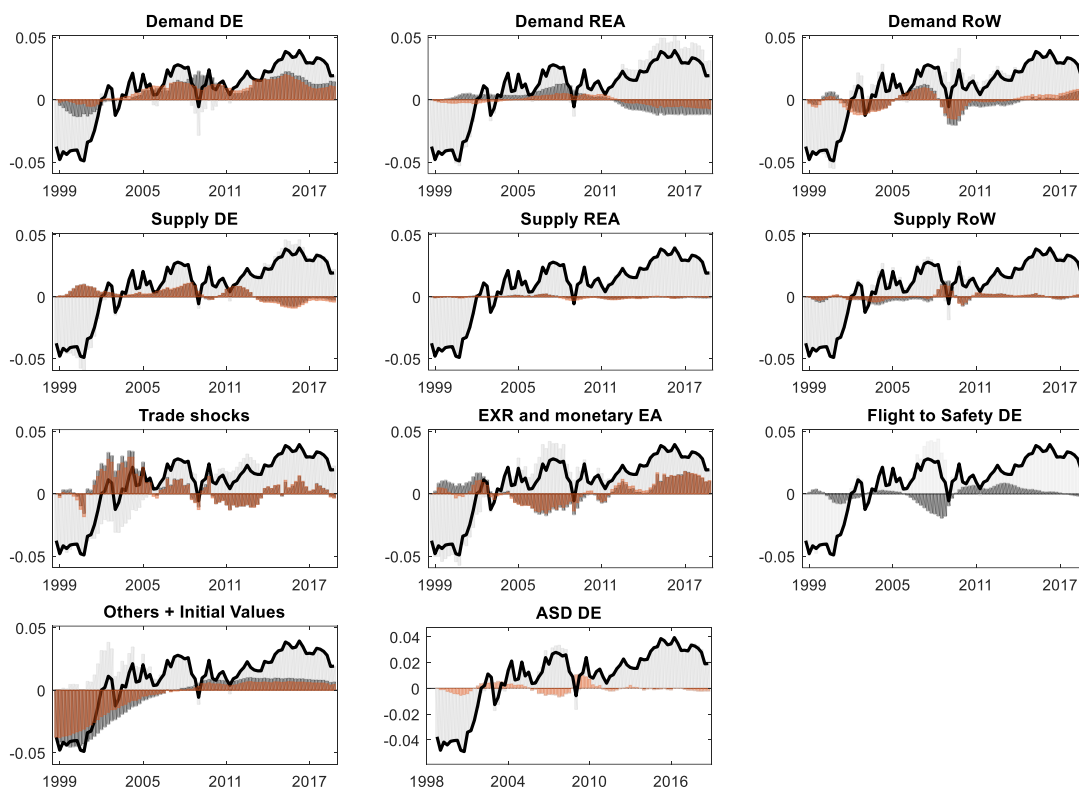 Demand DE
Demand REA
Demand RoW
0.05
0
-0.05
1999 2005 2011 2017
0.05
0
-0.05
1999 2005 2011 2017
0.05
0
-0.05
1999 2005 2011 2017
Supply DE
Supply REA
Supply RoW
0.05
0
-0.05
1999 2005 2011 2017
0.05
0
-0.05
1999 2005 2011 2017
0.05
0
-0.05
1999 2005 2011 2017
Trade shocks
EXR and monetary EA
Flight to Safety DE
0.05
0
-0.05
1999 2005 2011 2017
0.05
0
-0.05
1999 2005 2011 2017
0.05
0
-0.05
1999 2005 2011 2017
Others + Initial Values
ASD DE
0.05
0
-0.05
1999 2005 2011 2017
0.04
0.02
0
-0.02
-0.04
1998 2004 2010 2016